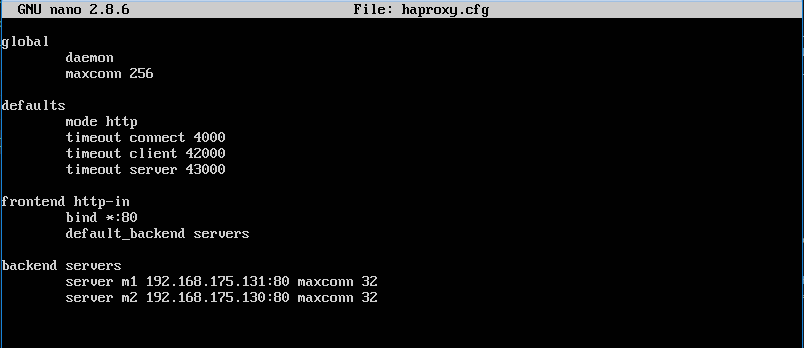 GNU nano 2.8.6 File: haproxy.cfg
global
daemon
maxconn 256
defaults
mode http
timeout connect 4000
timeout client 42000
timeout server 43000
frontend http-in
bind *:80
default_backend servers
backend servers
server m1 192.168.175.131:80 maxconn 32
server m2 192.168.175.130:80 maxconn 32